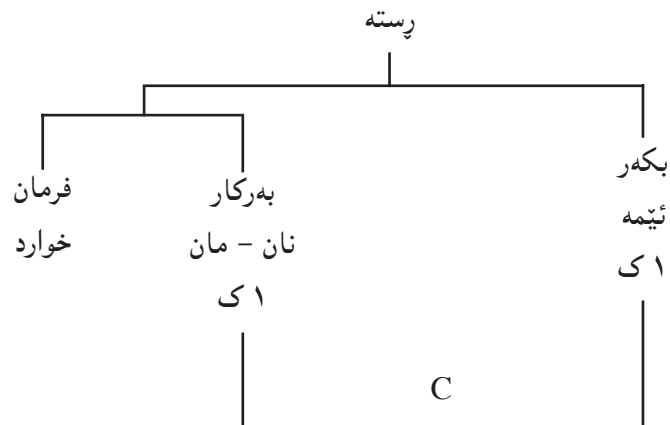 ڕستە
بکەر
ئێمە
١ ک
بەرکار
نان – مان
١ ک
فرمان
خوارد
C